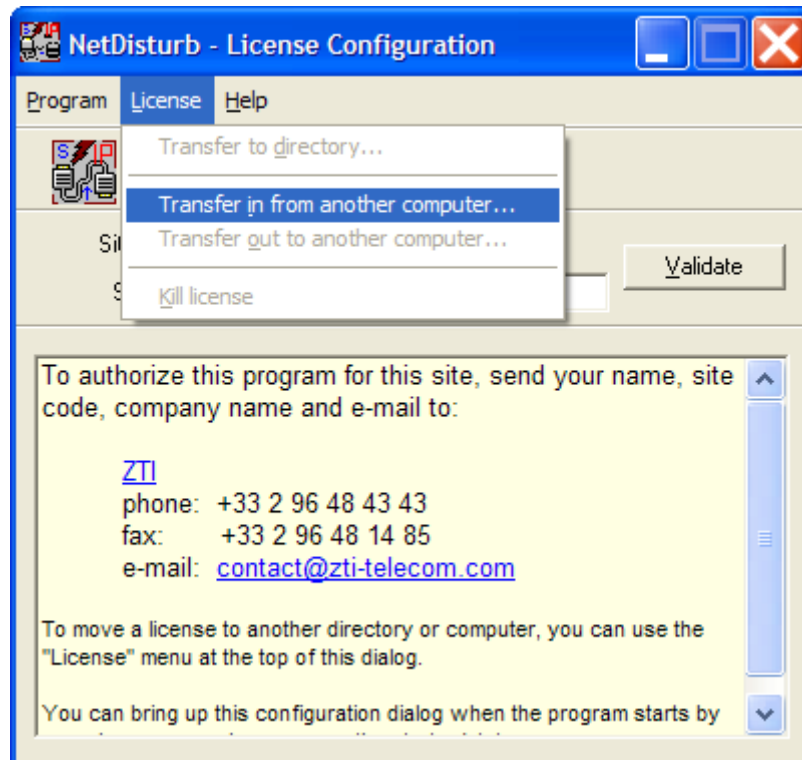 NetDisturb - License Configuration
Program License Help
S IP
Transfer to directory...
Transfer in from another computer...
Transfer out to another computer...
Kill license
Validate
To authorize this program for this site, send your name, site
code, company name and e-mail to:
ZTI
phone: +33 2 96 48 43 43
fax: +33 2 96 48 14 85
e-mail: contact@zti-telecom.com
To move a license to another directory or computer, you can use the
"License" menu at the top of this dialog.
You can bring up this configuration dialog when the program starts by